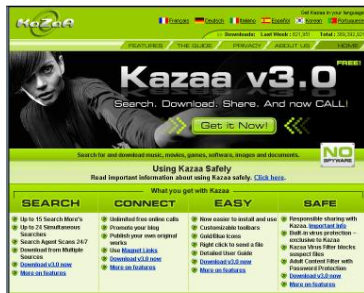 KaZaA
Get Kazaa in your language
Français Deutsch Italiano Español Korean Portuguese
Downloads: Last Week: Total:
FEATURES THE GUIDE PRIVACY ABOUT US HOME
FREE!
Kazaa v3.0
Search. Download. Share. And now CALL!
Get it Now!
NO
SPYWARE
Search for and download music, movies, games, software, images and documents.
Using Kazaa Safely
Read important information about using Kazaa safely. Click here.
What you get with Kazaa
SEARCH CONNECT EASY SAFE
Up to 15 Search More's
Up to 24 Simultaneous
Searches
Search Agent Scans 24/7
Download from Multiple
Sources
Download v3.0 now
More on features
Unlimited free online calls
Promote your blog
Publish your own original
works
Use Magnet Links
Download v3.0 now
More on features
Now easier to install and use
Customizable toolbars
Gold/Blue Icons
Right click to send a file
Detailed User Guide
Download v3.0 now
More on features
Responsible sharing with
Kazaa. Important Info
Built-in virus protection –
exclusive to Kazaa
Kazaa Virus Filter blocks
suspect files
Adult Content Filter with
Password Protection
Download v3.0 now
More on features